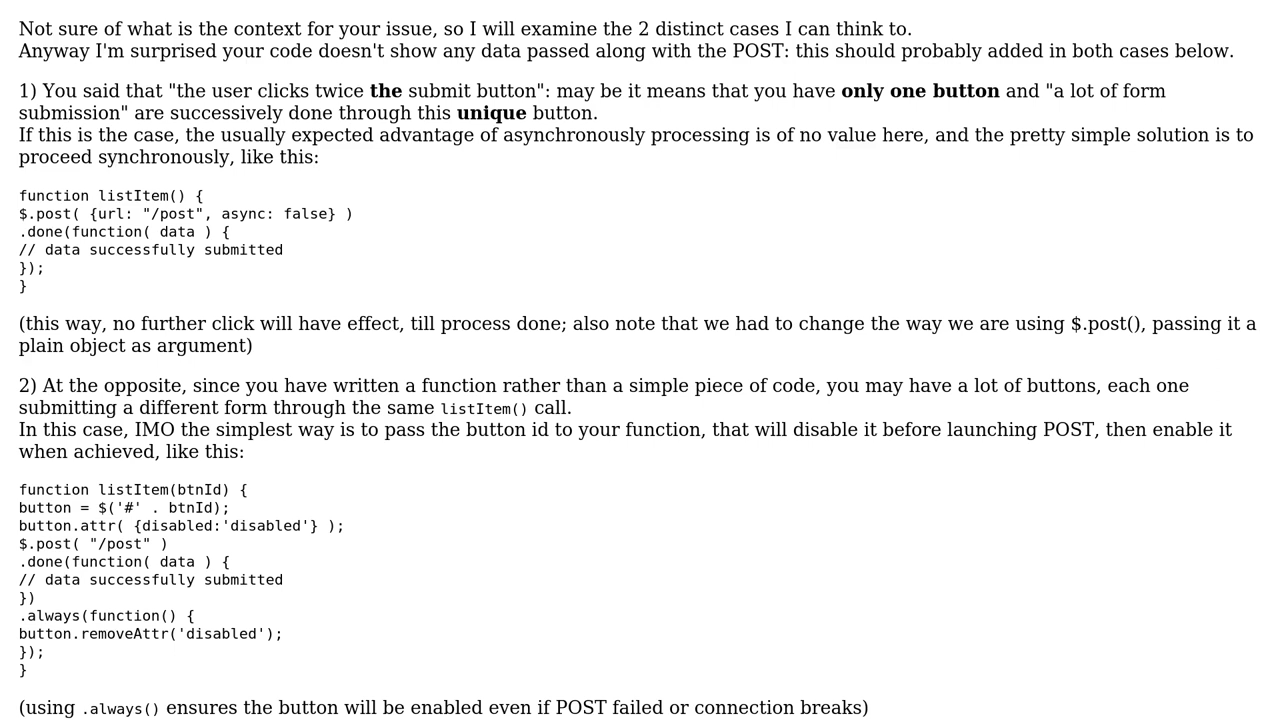 Not sure of what is the context for your issue, so I will examine the 2 distinct cases I can think to.
Anyway I'm surprised your code doesn't show any data passed along with the POST: this should probably added in both cases below.
1) You said that "the user clicks twice the submit button": may be it means that you have only one button and "a lot of form
submission" are successively done through this unique button.
If this is the case, the usually expected advantage of asynchronously processing is of no value here, and the pretty simple solution is to
proceed synchronously, like this:
function listItem() {
$.post( {url: "/post", async: false} )
.done(function( data ) {
// data successfully submitted
});
}
(this way, no further click will have effect, till process done; also note that we had to change the way we are using $.post(), passing it a
plain object as argument)
2) At the opposite, since you have written a function rather than a simple piece of code, you may have a lot of buttons, each one
submitting a different form through the same listItem() call.
In this case, IMO the simplest way is to pass the button id to your function, that will disable it before launching POST, then enable it
when achieved, like this:
function listItem(btnId) {
button = $('#' . btnId);
button.attr( {disabled:'disabled'} );
$.post( "/post" )
.done(function( data ) {
// data successfully submitted
})
.always(function() {
button.removeAttr('disabled');
});
}
(using .always() ensures the button will be enabled even if POST failed or connection breaks)